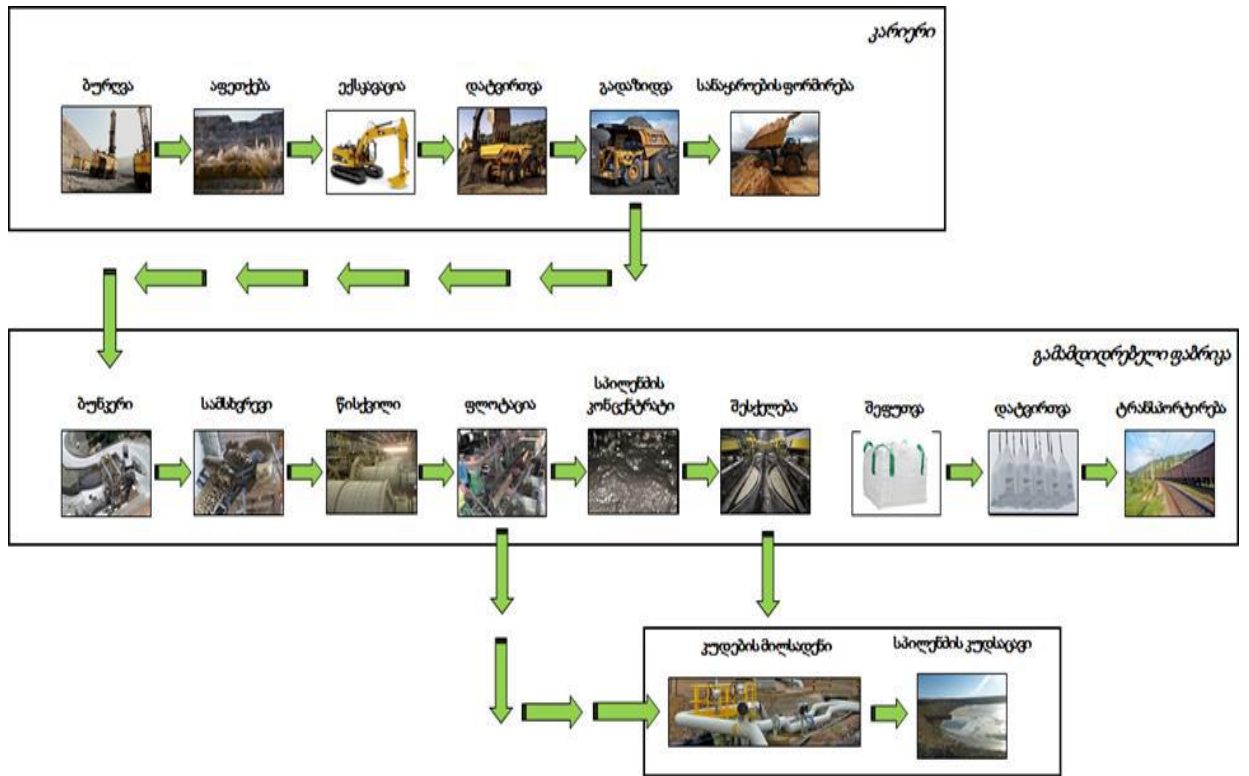 კარიერი
ბურღვა
აფეთქება
ექსკავაცია
დატვირთვა
გადაზიდვა
სანაყაროების ფორმირება
გამამდიდრებელი ფაბრიკა
ბუნკერი
სამსხვრევი
წისქვილი
ფლოტაცია
სპილენძის
კონცენტრატი
შესქელება
შეფუთვა
დატვირთვა
ტრანსპორტირება
კუდების მილსადენი
სპილენძის კუდსაცავი